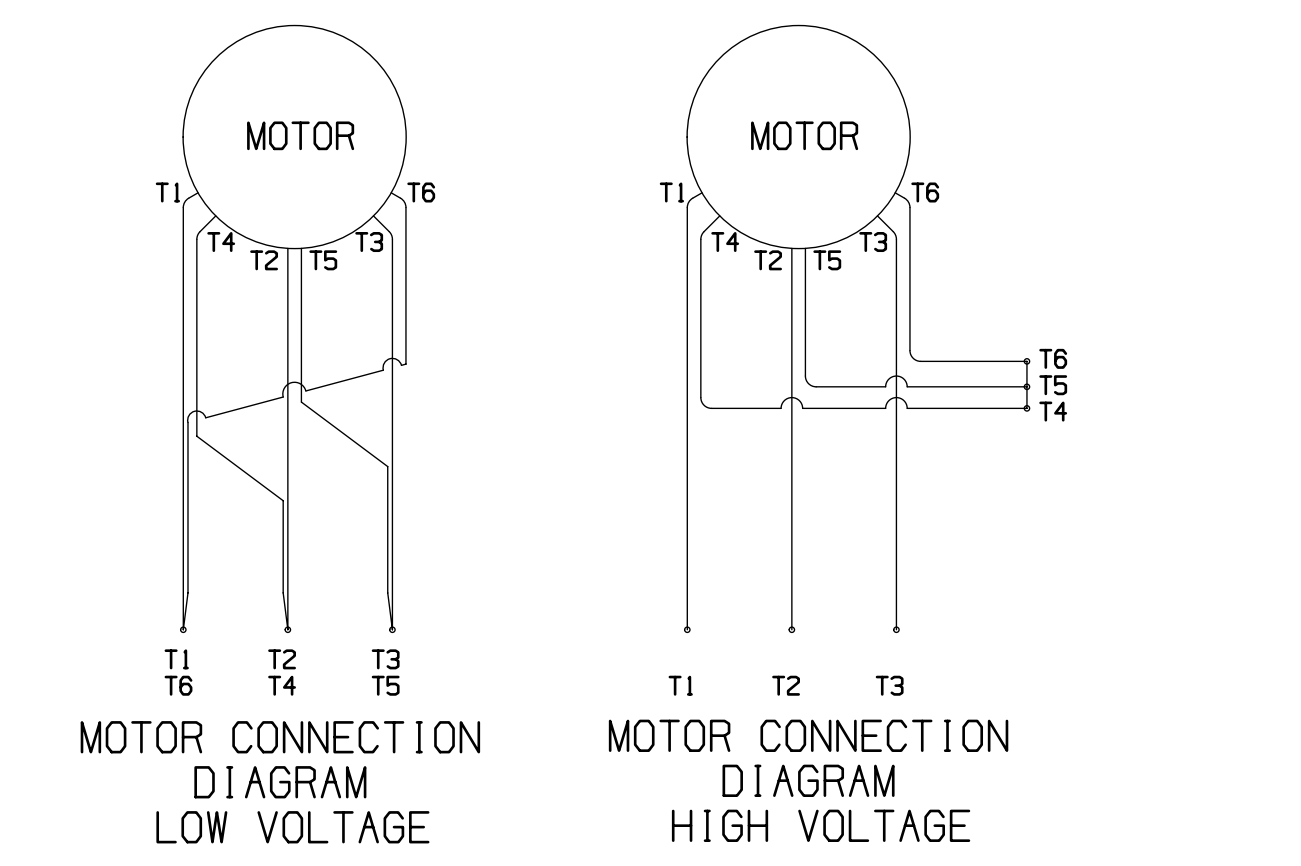 MOTOR
T1
T6
T4
T3
T2
T5
T1
T2
T3
T6
T4
T5
MOTOR CONNECTION
DIAGRAM
LOW VOLTAGE
MOTOR
T1
T6
T4
T3
T2
T5
T6
T5
T4
T1
T2
T3
MOTOR CONNECTION
DIAGRAM
HIGH VOLTAGE